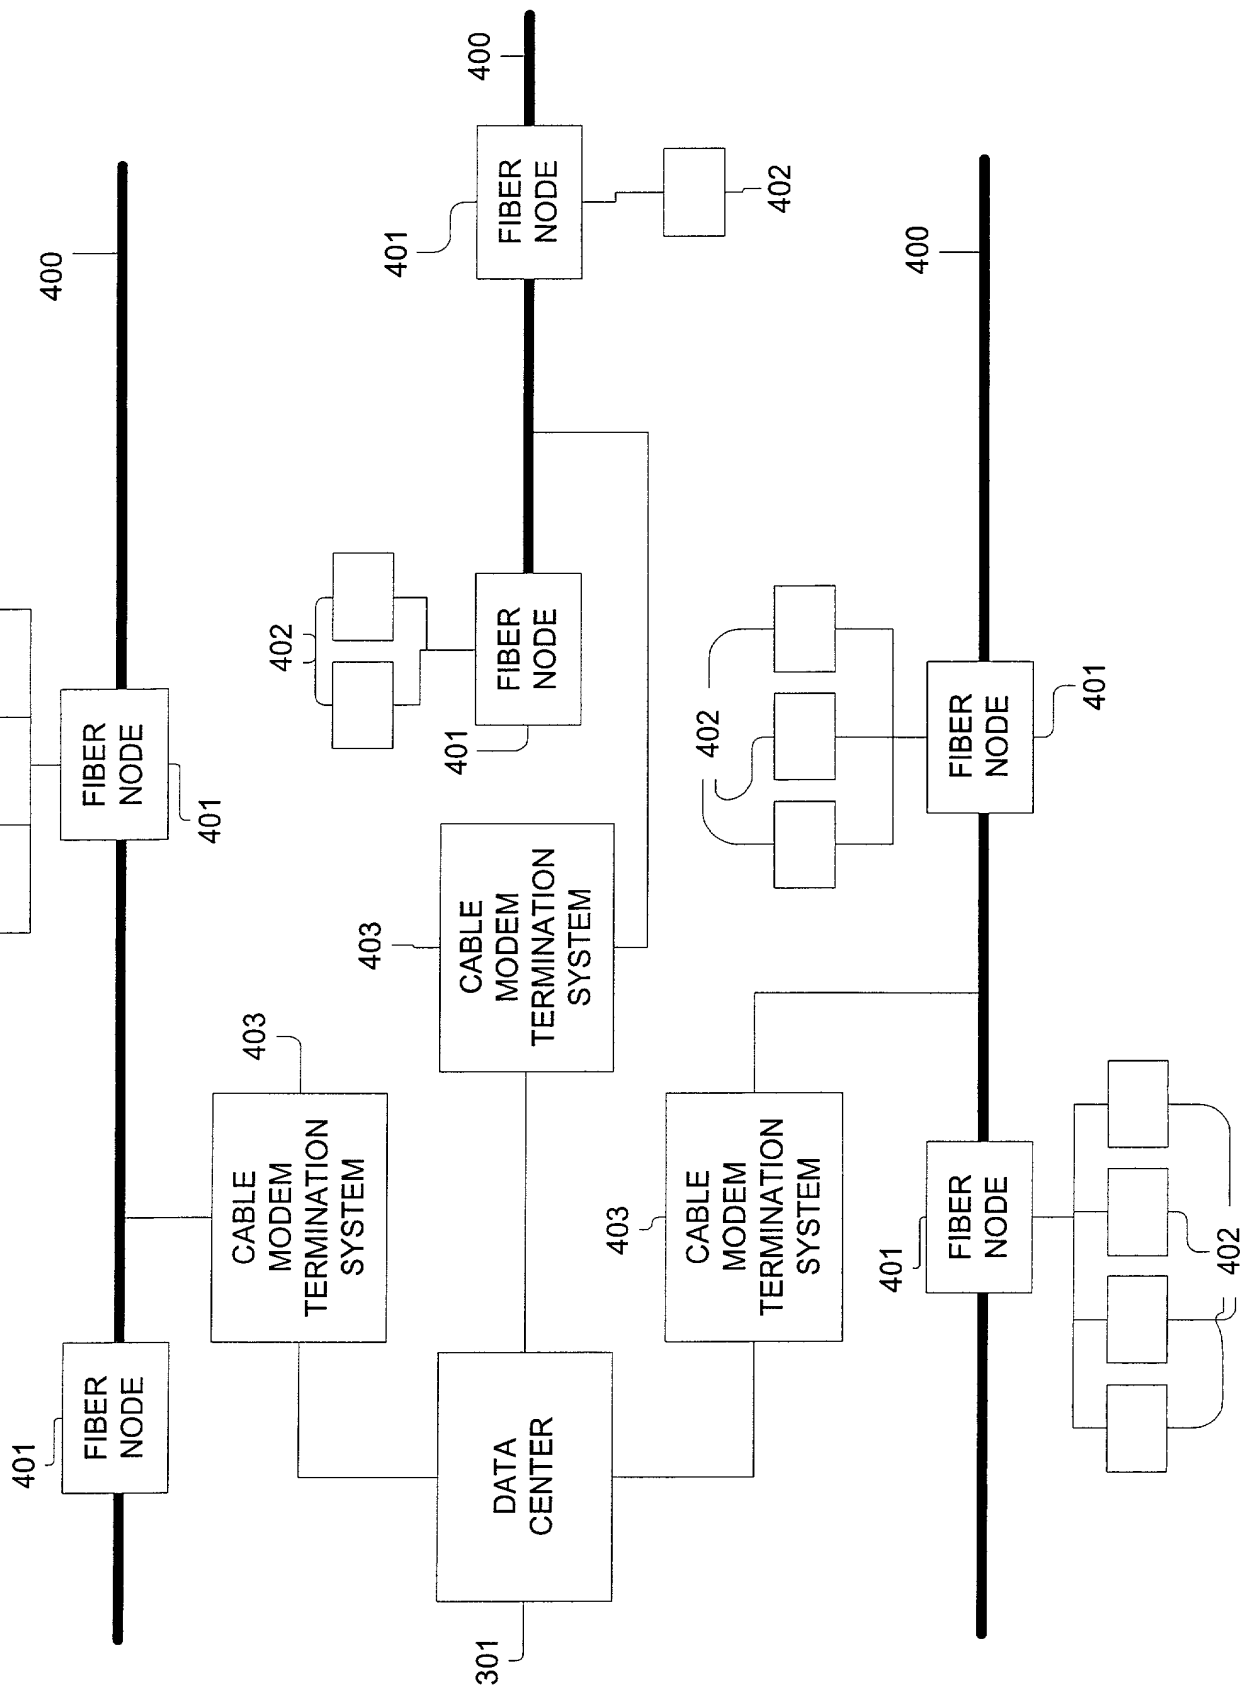 400
401
FIBER
NODE
FIBER
NODE
401
403
CABLE
MODEM
TERMINATION
SYSTEM
400
401
FIBER
NODE
402
402
FIBER
NODE
401
403
CABLE
MODEM
TERMINATION
SYSTEM
301
DATA
CENTER
403
CABLE
MODEM
TERMINATION
SYSTEM
400
402
FIBER
NODE
401
401
FIBER
NODE
402